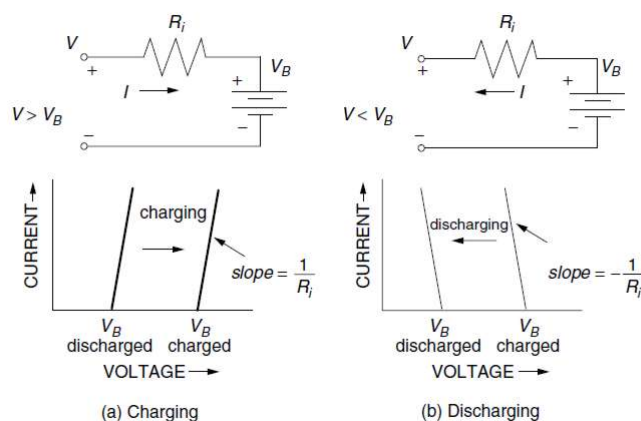 V
R_i
V_B
+
+
I
V > V_B
–
–
CURRENT
charging
slope = 1/R_i
V_B
discharged
V_B
charged
VOLTAGE
(a) Charging
V
R_i
V_B
+
+
I
V < V_B
–
–
CURRENT
discharging
slope = –1/R_i
V_B
discharged
V_B
charged
VOLTAGE
(b) Discharging